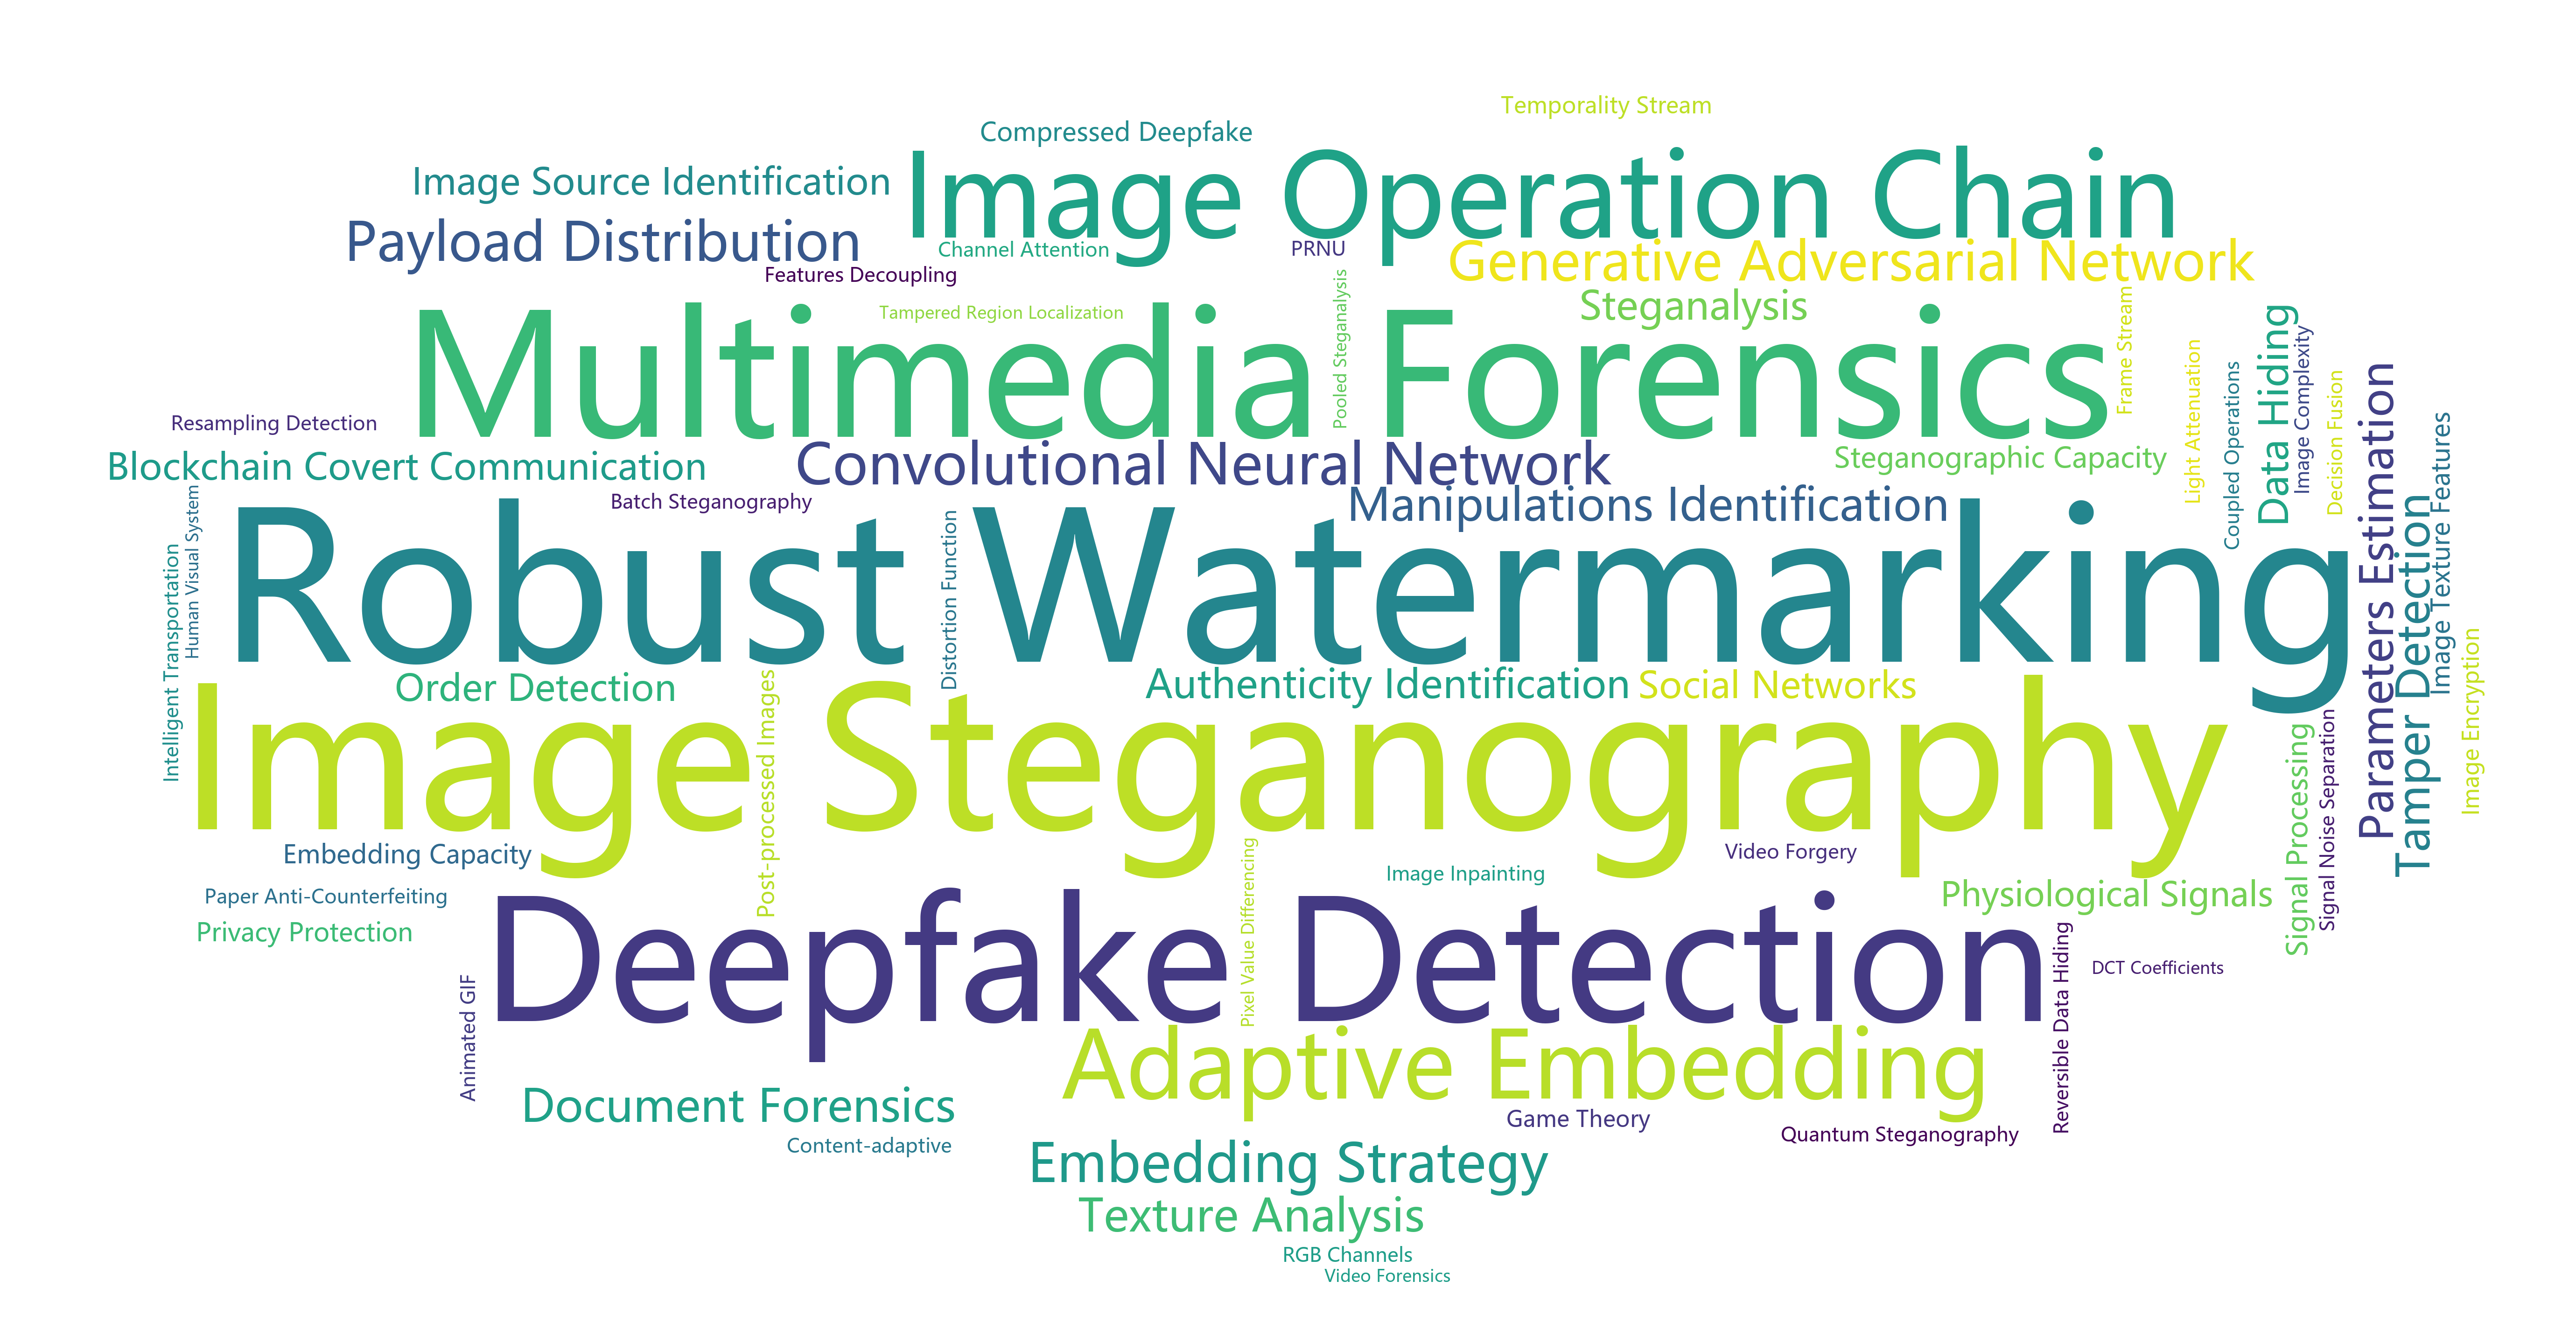 Temporality Stream
Compressed Deepfake
Image Operation Chain
Image Source Identification
Payload Distribution
Channel Attention
PRNU
Generative Adversarial Network
Features Decoupling
Tampered Region Localization
Pooled Steganalysis
Steganalysis
Frame Stream
Multimedia Forensics
Light Attenuation
Coupled Operations
Data Hiding
Image Complexity
Decision Fusion
Parameters Estimation
Tamper Detection
Image Texture Features
Resampling Detection
Blockchain Covert Communication
Convolutional Neural Network
Steganographic Capacity
Batch Steganography
Manipulations Identification
Human Visual System
Intelligent Transportation
Robust Watermarking
Distortion Function
Order Detection
Authenticity Identification
Social Networks
Image Encryption
Post-processed Images
Image Steganography
Signal Processing
Signal Noise Separation
Embedding Capacity
Video Forgery
Image Inpainting
Pixel Value Differencing
Paper Anti-Counterfeiting
Physiological Signals
Privacy Protection
Deepfake Detection
Reversible Data Hiding
DCT Coefficients
Animated GIF
Adaptive Embedding
Document Forensics
Game Theory
Content-adaptive
Quantum Steganography
Embedding Strategy
Texture Analysis
RGB Channels
Video Forensics